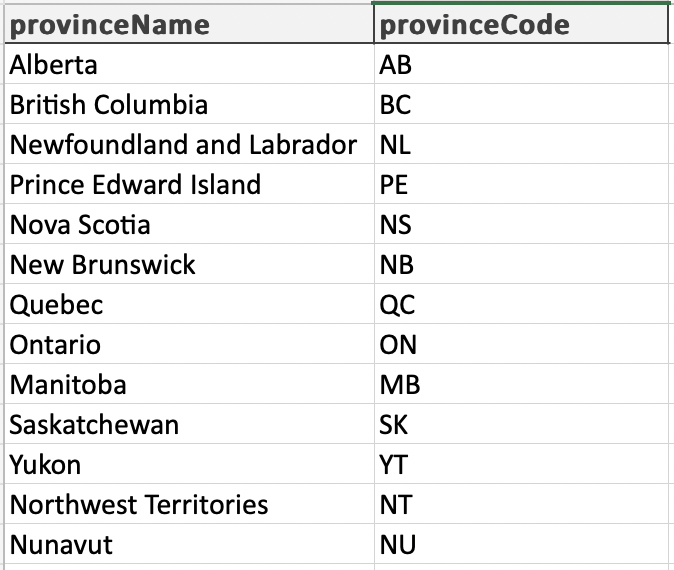 provinceName provinceCode
Alberta AB
British Columbia BC
Newfoundland and Labrador NL
Prince Edward Island PE
Nova Scotia NS
New Brunswick NB
Quebec QC
Ontario ON
Manitoba MB
Saskatchewan SK
Yukon YT
Northwest Territories NT
Nunavut NU